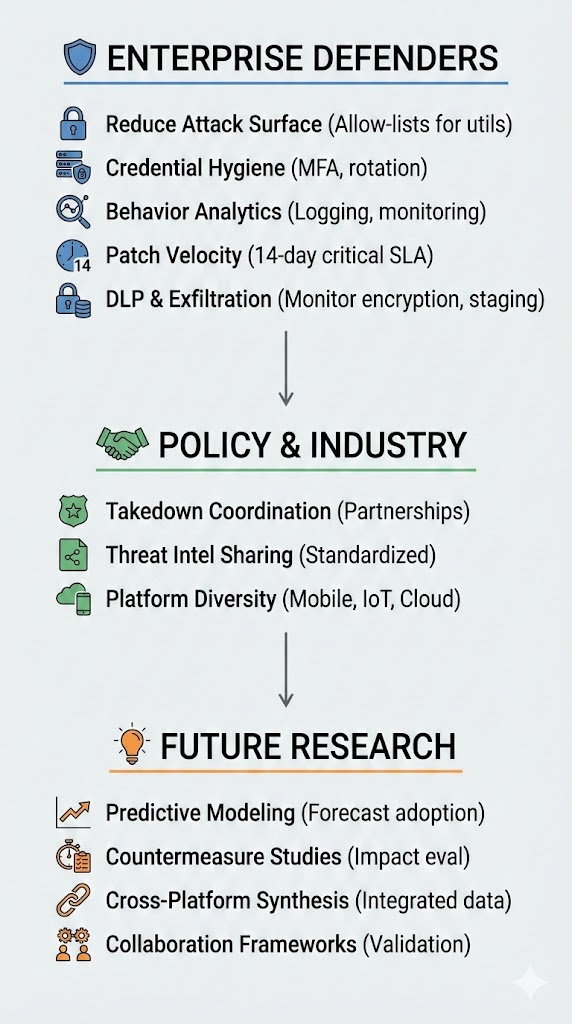 ENTERPRISE DEFENDERS
Reduce Attack Surface (Allow-lists for utils)
Credential Hygiene (MFA, rotation)
Behavior Analytics (Logging, monitoring)
14
Patch Velocity (14-day critical SLA)
DLP & Exfiltration (Monitor encryption, staging)
POLICY & INDUSTRY
Takedown Coordination (Partnerships)
Threat Intel Sharing (Standardized)
Platform Diversity (Mobile, IoT, Cloud)
FUTURE RESEARCH
Predictive Modeling (Forecast adoption)
Countermeasure Studies (Impact eval)
Cross-Platform Synthesis (Integrated data)
Collaboration Frameworks (Validation)